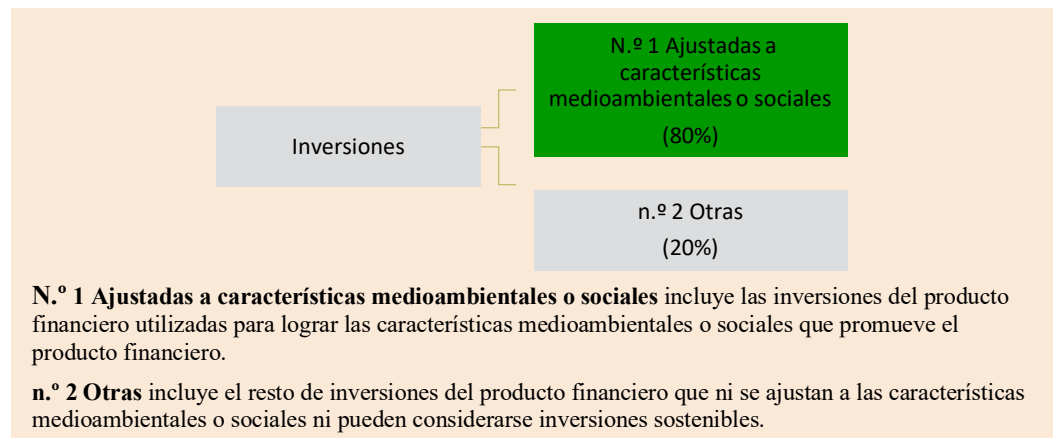 N.º 1 Ajustadas a
características
medioambientales o sociales
(80%)
Inversiones
n.º 2 Otras
(20%)
N.º 1 Ajustadas a características medioambientales o sociales incluye las inversiones del producto
financiero utilizadas para lograr las características medioambientales o sociales que promueve el
producto financiero.
n.º 2 Otras incluye el resto de inversiones del producto financiero que ni se ajustan a las características
medioambientales o sociales ni pueden considerarse inversiones sostenibles.